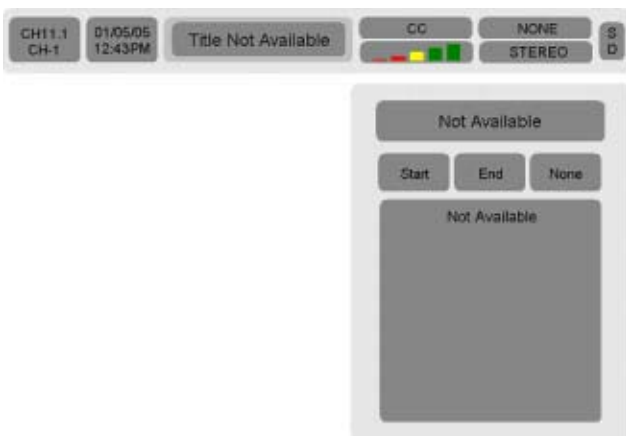 CH11.1
CH-1
01/05/05
12:43PM
Title Not Available
CC
NONE
STEREO
S
D
Not Available
Start
End
None
Not Available